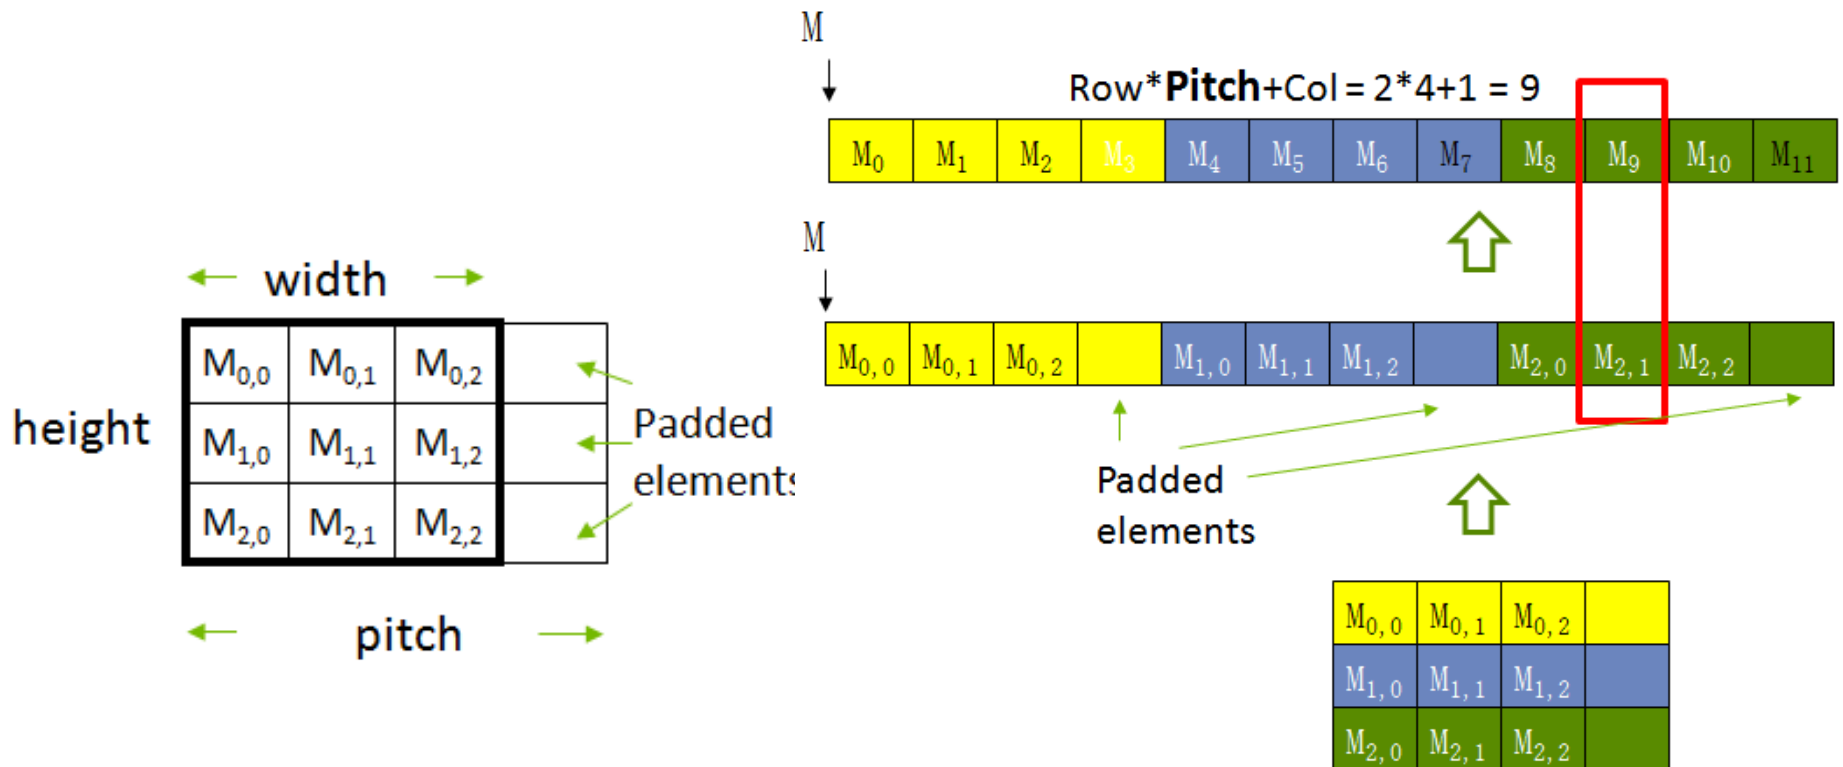 width
height
M0,0 M0,1 M0,2
M1,0 M1,1 M1,2
M2,0 M2,1 M2,2
Padded
elements
pitch
M
Row*Pitch+Col = 2*4+1 = 9
M0 M1 M2 M3 M4 M5 M6 M7 M8 M9 M10 M11
M
M0,0 M0,1 M0,2 M1,0 M1,1 M1,2 M2,0 M2,1 M2,2
Padded
elements
M0,0 M0,1 M0,2
M1,0 M1,1 M1,2
M2,0 M2,1 M2,2